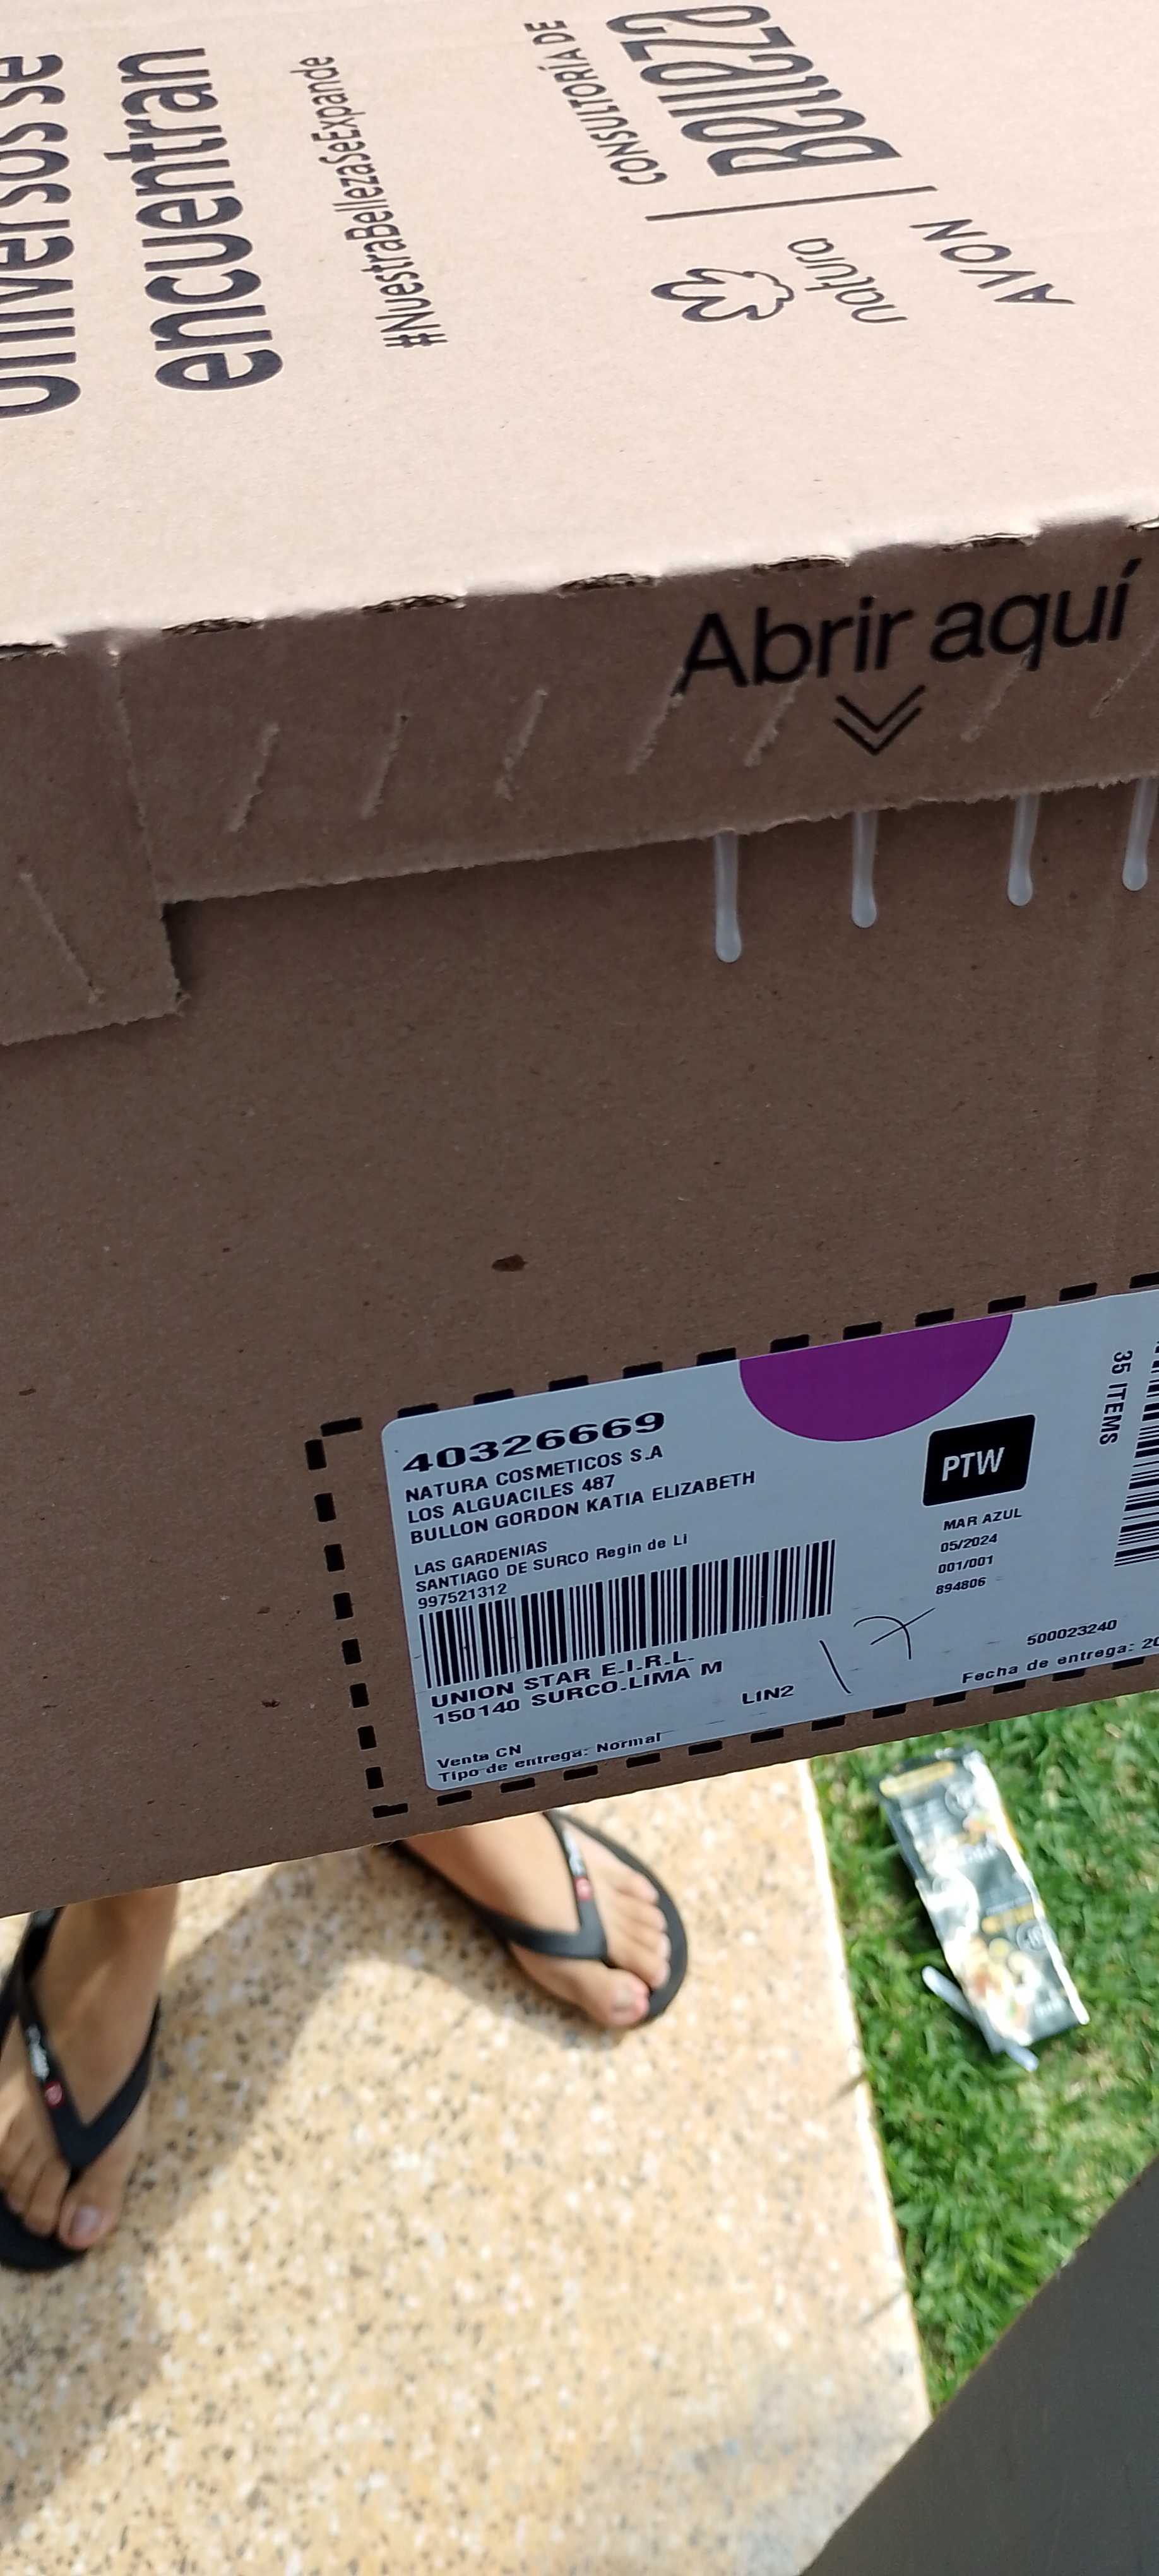 universos se
encuentran
#NuestraBellezaSeExpande
CONSULTORÍA DE
Belleza
natura
AVON
Abrir aquí
40326669
NATURA COSMETICOS S.A
LOS ALGUACILES 487
BULLON GORDON KATIA ELIZABETH
LAS GARDENIAS
SANTIAGO DE SURCO Regin de Li
997521312
UNION STAR E.I.R.L.
150140 SURCO-LIMA M
LIN2
Venta CN
Tipo de entrega: Normal
PTW
MAR AZUL
05/2024
001/001
894806
17
500023240
Fecha de entrega: 20
35 ITEMS